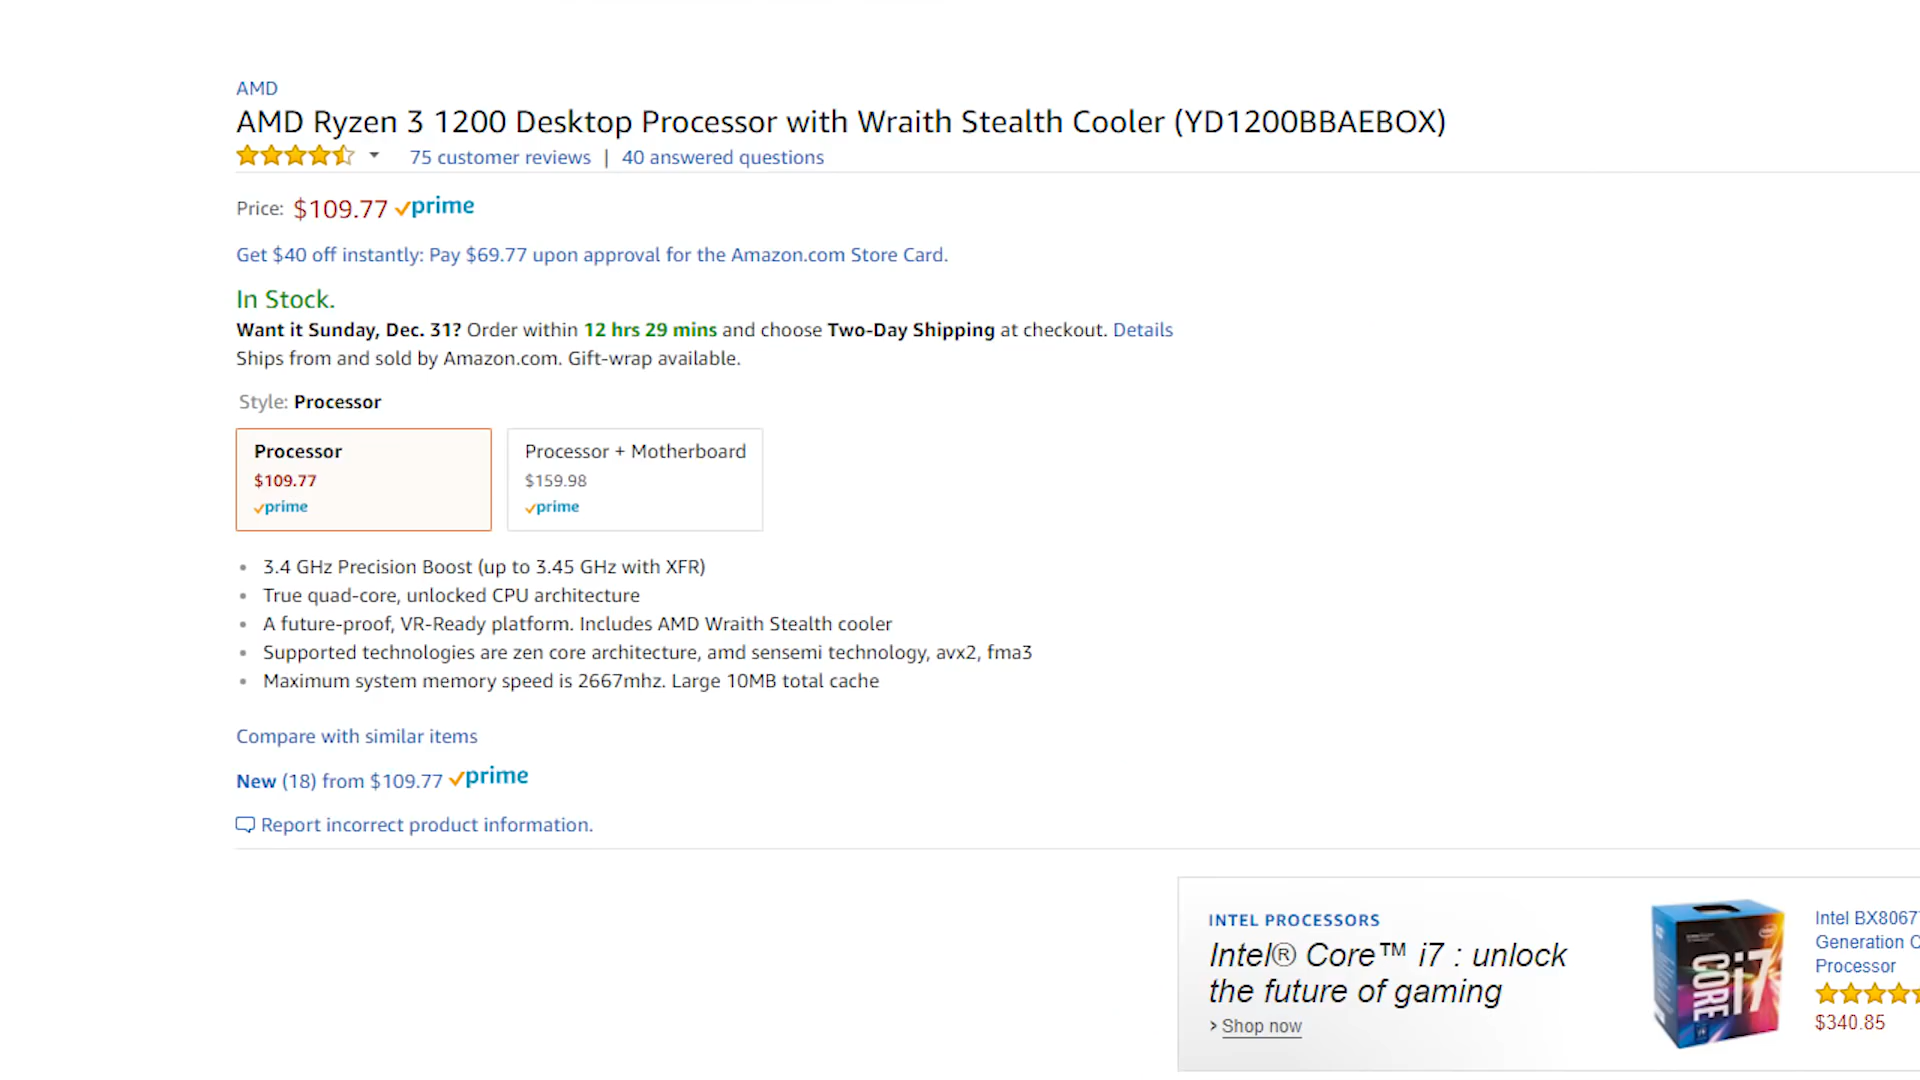 AMD
AMD Ryzen 3 1200 Desktop Processor with Wraith Stealth Cooler (YD1200BBAEBOX)
75 customer reviews | 40 answered questions
Price: $109.77 prime
Get $40 off instantly: Pay $69.77 upon approval for the Amazon.com Store Card.
In Stock.
Want it Sunday, Dec. 31? Order within 12 hrs 29 mins and choose Two-Day Shipping at checkout. Details
Ships from and sold by Amazon.com. Gift-wrap available.
Style: Processor
Processor
$109.77
prime
Processor + Motherboard
$159.98
prime
• 3.4 GHz Precision Boost (up to 3.45 GHz with XFR)
• True quad-core, unlocked CPU architecture
• A future-proof, VR-Ready platform. Includes AMD Wraith Stealth cooler
• Supported technologies are zen core architecture, amd sensemi technology, avx2, fma3
• Maximum system memory speed is 2667mhz. Large 10MB total cache
Compare with similar items
New (18) from $109.77 prime
Report incorrect product information.
INTEL PROCESSORS
Intel® Core™ i7 : unlock
the future of gaming
› Shop now
CORE i7
Intel BX8067
Generation C
Processor
$340.85